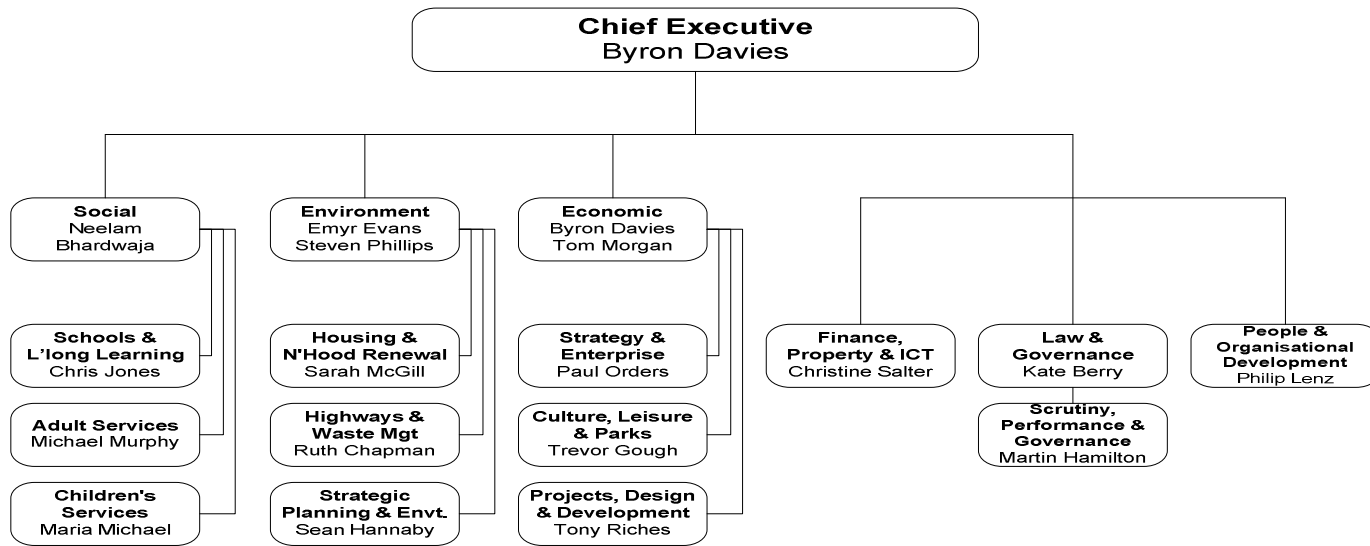 Chief Executive
Byron Davies
Social
Neelam
Bhardwaja
Environment
Emyr Evans
Steven Phillips
Economic
Byron Davies
Tom Morgan
Schools &
L'long Learning
Chris Jones
Housing &
N'Hood Renewal
Sarah McGill
Strategy &
Enterprise
Paul Orders
Finance,
Property & ICT
Christine Salter
Law &
Governance
Kate Berry
People &
Organisational
Development
Philip Lenz
Adult Services
Michael Murphy
Highways &
Waste Mgt
Ruth Chapman
Culture, Leisure
& Parks
Trevor Gough
Scrutiny,
Performance &
Governance
Martin Hamilton
Children's
Services
Maria Michael
Strategic
Planning & Envt.
Sean Hannaby
Projects, Design
& Development
Tony Riches